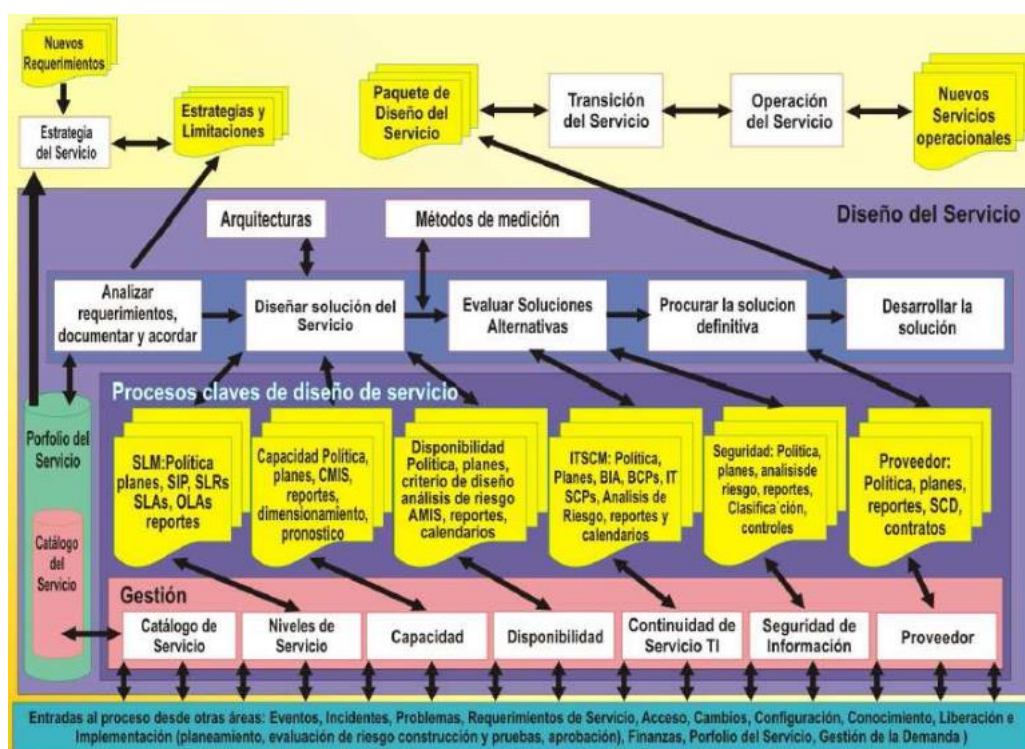 Nuevos
Requerimientos
Estrategia
del Servicio
Estrategias y
Limitaciones
Paquete de
Diseño del
Servicio
Transición
del Servicio
Operación
del Servicio
Nuevos
Servicios
operacionales
Diseño del Servicio
Arquitecturas
Métodos de medición
Analizar
requerimientos,
documentar y acordar
Diseñar solución del
Servicio
Evaluar Soluciones
Alternativas
Procurar la solucion
definitiva
Desarrollar la
solución
Procesos claves de diseño de servicio
Porfolio del
Servicio
Catálogo
del
Servicio
SLM:Política
planes, SIP, SLRs
SLAs, OLAs
reportes
Capacidad Política,
planes, CMIS,
reportes,
dimensionamiento,
pronostico
Disponibilidad
Política, planes,
criterio de diseño
análisis de riesgo
AMIS, reportes,
calendarios
ITSCM: Política,
Planes, BIA, BCPs, IT
SCPs, Analisis de
Riesgo, reportes y
calendarios
Seguridad: Política,
planes, analisisde
riesgo, reportes,
Clasifica´ción,
controles
Proveedor:
Política,
planes,
reportes, SCD,
contratos
Gestión
Catálogo de
Servicio
Niveles de
Servicio
Capacidad
Disponibilidad
Continuidad de
Servicio TI
Seguridad de
Información
Proveedor
Entradas al proceso desde otras áreas: Eventos, Incidentes, Problemas, Requerimientos de Servicio, Acceso, Cambios, Configuración, Conocimiento, Liberación e
Implementación (planeamiento, evaluación de riesgo construcción y pruebas, aprobación), Finanzas, Porfolio del Servicio, Gestión de la Demanda )